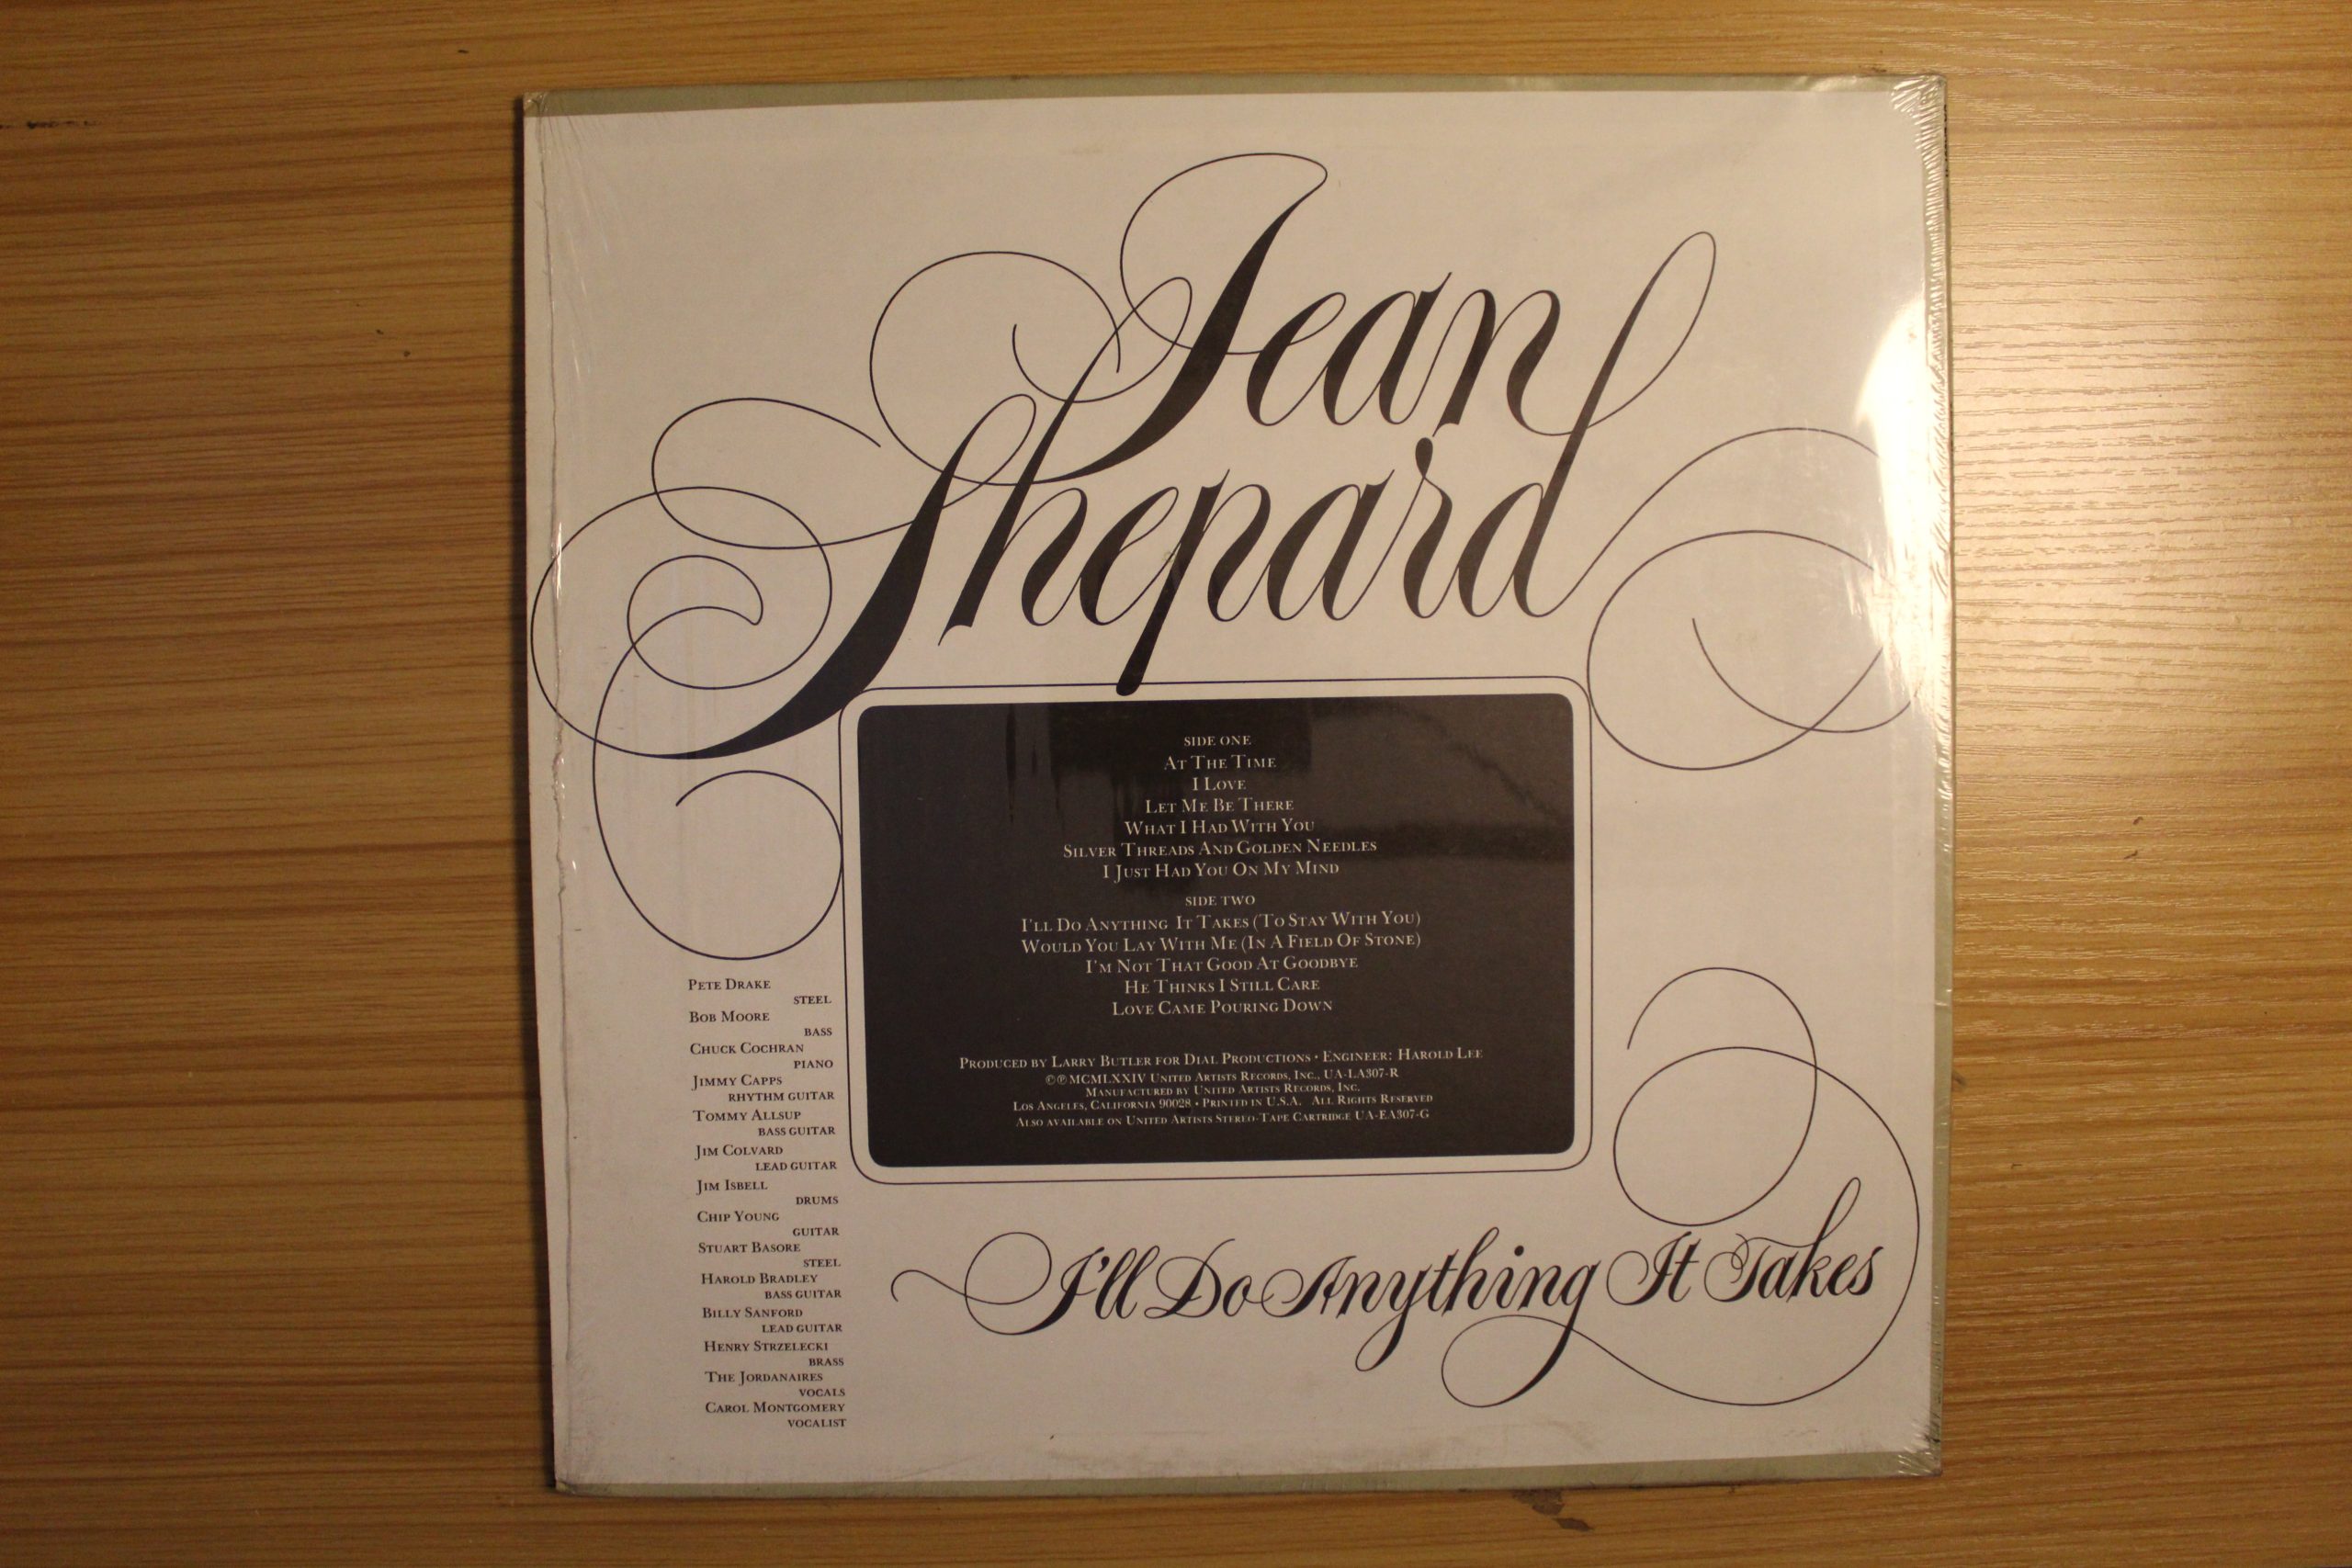 Jean
Shepard
SIDE ONE
AT THE TIME
I LOVE
LET ME BE THERE
WHAT I HAD WITH YOU
SILVER THREADS AND GOLDEN NEEDLES
I JUST HAD YOU ON MY MIND
SIDE TWO
I'LL DO ANYTHING IT TAKES (TO STAY WITH YOU)
WOULD YOU LAY WITH ME (IN A FIELD OF STONE)
I'M NOT THAT GOOD AT GOODBYE
HE THINKS I STILL CARE
LOVE CAME POURING DOWN
PRODUCED BY LARRY BUTLER FOR DIAL PRODUCTIONS • ENGINEER: HAROLD LEE
©℗ MCMLXXIV UNITED ARTISTS RECORDS, INC., UA-LA307-R
MANUFACTURED BY UNITED ARTISTS RECORDS, INC.
LOS ANGELES, CALIFORNIA 90028 • PRINTED IN U.S.A. ALL RIGHTS RESERVED
ALSO AVAILABLE ON UNITED ARTISTS STEREO-TAPE CARTRIDGE UA-EA307-G
PETE DRAKE
STEEL
BOB MOORE
BASS
CHUCK COCHRAN
PIANO
JIMMY CAPPS
RHYTHM GUITAR
TOMMY ALLSUP
BASS GUITAR
JIM COLVARD
LEAD GUITAR
JIM ISBELL
DRUMS
CHIP YOUNG
GUITAR
STUART BASORE
STEEL
HAROLD BRADLEY
BASS GUITAR
BILLY SANFORD
LEAD GUITAR
HENRY STRZELECKI
BRASS
THE JORDANAIRES
VOCALS
CAROL MONTGOMERY
VOCALIST
I'll Do Anything It Takes